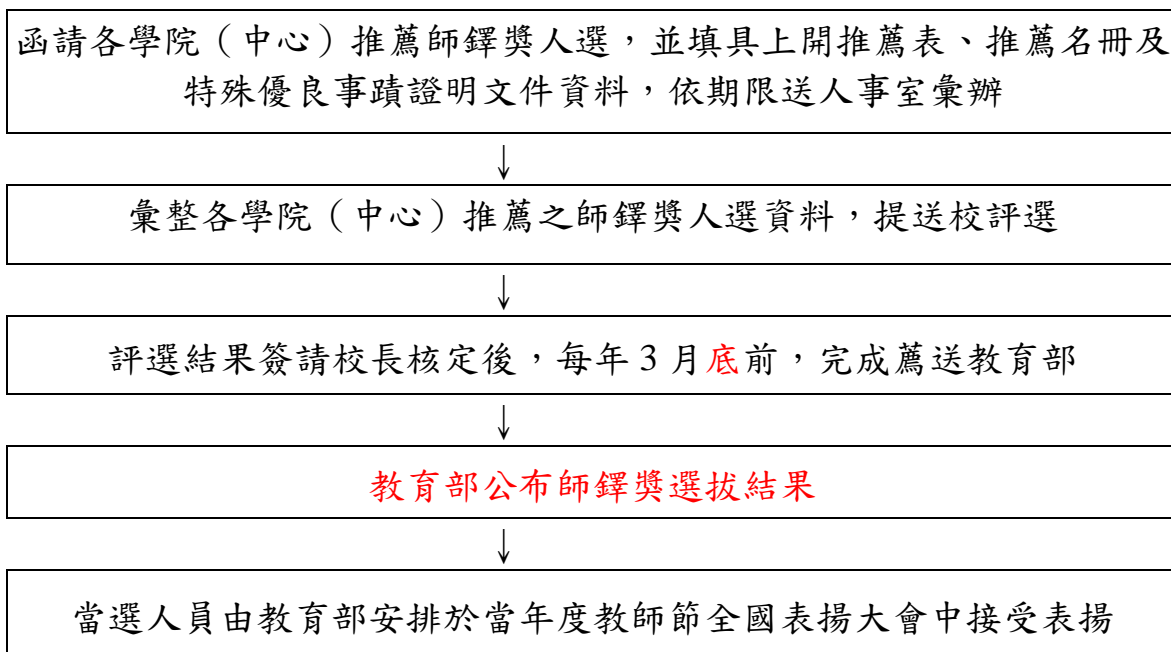 函請各學院（中心）推薦師鐸獎人選，並填具上開推薦表、推薦名冊及
特殊優良事蹟證明文件資料，依期限送人事室彙辦
↓
彙整各學院（中心）推薦之師鐸獎人選資料，提送校評選
↓
評選結果簽請校長核定後，每年 3 月底前，完成薦送教育部
↓
教育部公布師鐸獎選拔結果
↓
當選人員由教育部安排於當年度教師節全國表揚大會中接受表揚